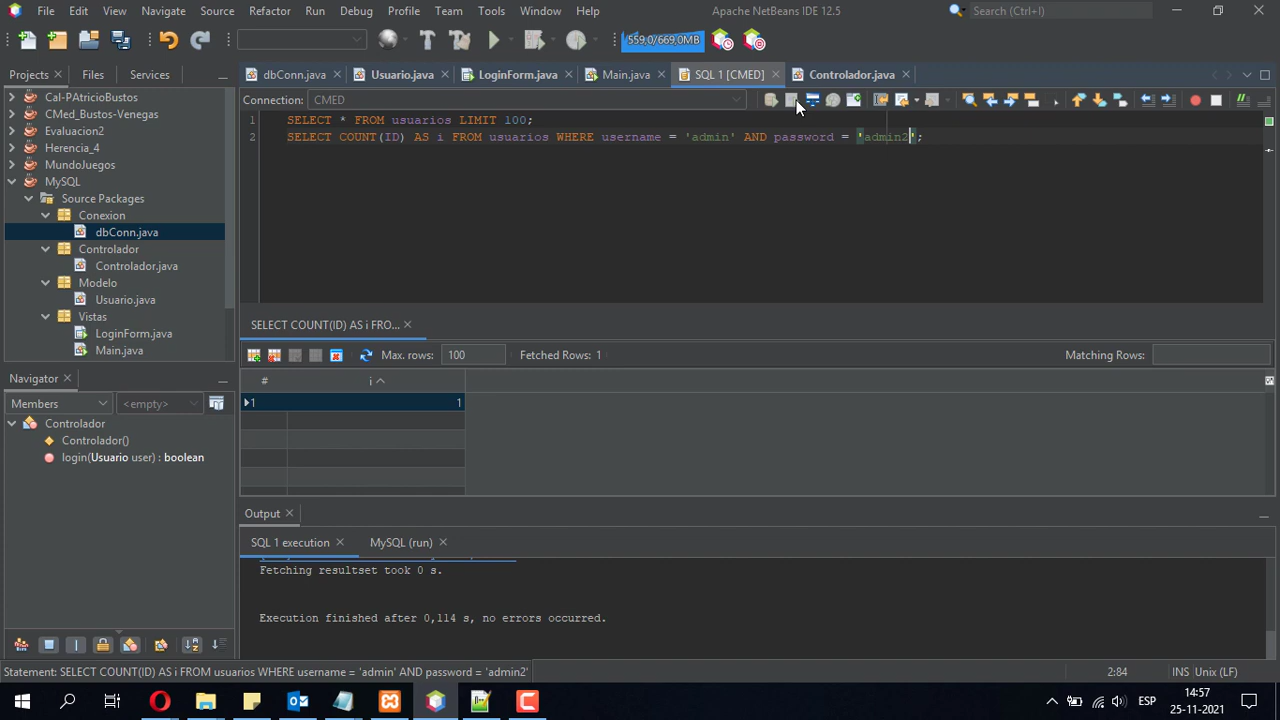 File Edit View Navigate Source Refactor Run Debug Profile Team Tools Window Help Apache NetBeans IDE 12.5 Search (Ctrl+I)
559,0/669,0MB
Projects Files Services dbConn.java Usuario.java LoginForm.java Main.java SQL 1 [CMED] Controlador.java
Cal-PAtricioBustos Connection: CMED
CMed_Bustos-Venegas 1 SELECT * FROM usuarios LIMIT 100;
Evaluacion2 2 SELECT COUNT(ID) AS i FROM usuarios WHERE username = 'admin' AND password = 'admin2';
Herencia_4
MundoJuegos
MySQL
Source Packages
Conexion
dbConn.java
Controlador
Controlador.java
Modelo
Usuario.java
Vistas
LoginForm.java
Main.java
SELECT COUNT(ID) AS i FRO...
Max. rows: 100 Fetched Rows: 1 Matching Rows:
# i
1 1
Navigator
Members <empty>
Controlador
Controlador()
login(Usuario user) : boolean
Output
SQL 1 execution MySQL (run)
Fetching resultset took 0 s.
Execution finished after 0,114 s, no errors occurred.
Statement: SELECT COUNT(ID) AS i FROM usuarios WHERE username = 'admin' AND password = 'admin2' 2:84 INS Unix (LF)
ESP 14:57
25-11-2021